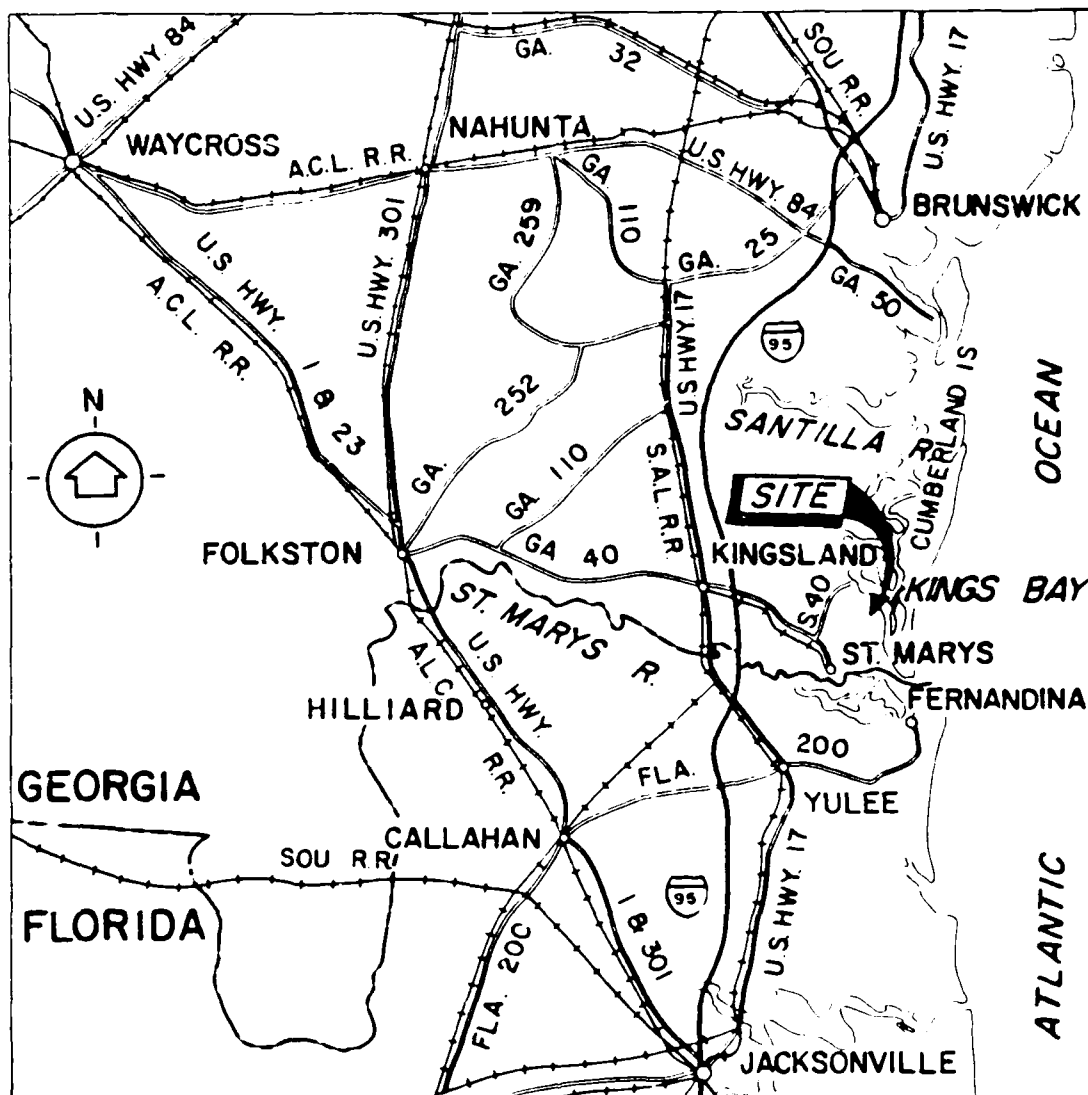 GA. 32
SOU R.R.
U.S. HWY. 17
U.S. HWY. 84
WAYCROSS
NAHUNTA
A.C.L. R.R.
U.S. HWY. 84
BRUNSWICK
U.S. HWY. 301
GA. 259
GA 110
GA. 25
GA. 50
U.S. HWY. 1 & 23
A.C.L. R.R.
U.S HWY. 17
95
N
GA. 252
SANTILLA R.
CUMBERLAND IS
OCEAN
GA 110
S.A.L. R.R.
SITE
FOLKSTON
GA 40
KINGSLAND
S.40
KINGS BAY
ST. MARYS R.
ST. MARYS
A.L.C. R.R.
U.S. HWY.
HILLIARD
FERNANDINA
200
FLA.
GEORGIA
YULEE
CALLAHAN
SOU R.R.
FLORIDA
95
1 & 301
U.S. HWY. 17
FLA. 200
ATLANTIC
JACKSONVILLE